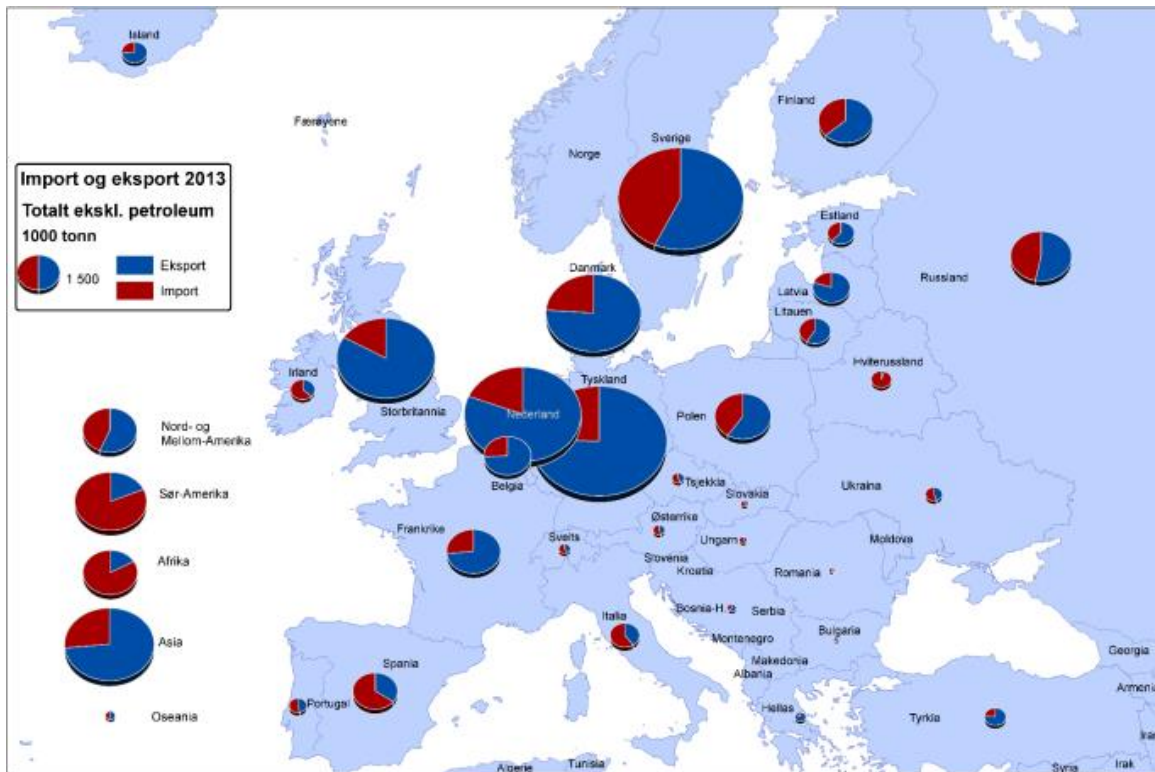 Island
Færøyene
Norge
Sverige
Finland
Import og eksport 2013
Totalt ekskl. petroleum
1000 tonn
1 500
Eksport
Import
Estland
Danmark
Latvia
Russland
Litauen
Hviterussland
Irland
Storbritannia
Tyskland
Nederland
Polen
Nord- og
Mellom-Amerika
Belgia
Tsjekkia
Slovakia
Ukraina
Sør-Amerika
Frankrike
Sveits
Østerrike
Ungarn
Moldova
Slovenia
Kroatia
Romania
Afrika
Italia
Bosnia-H.
Serbia
Bulgaria
Montenegro
Georgia
Asia
Spania
Makedonia
Albania
Armen
Portugal
Hellas
Tyrkia
Oseania
Iran
Algerie
Tunisia
Syria
Irak